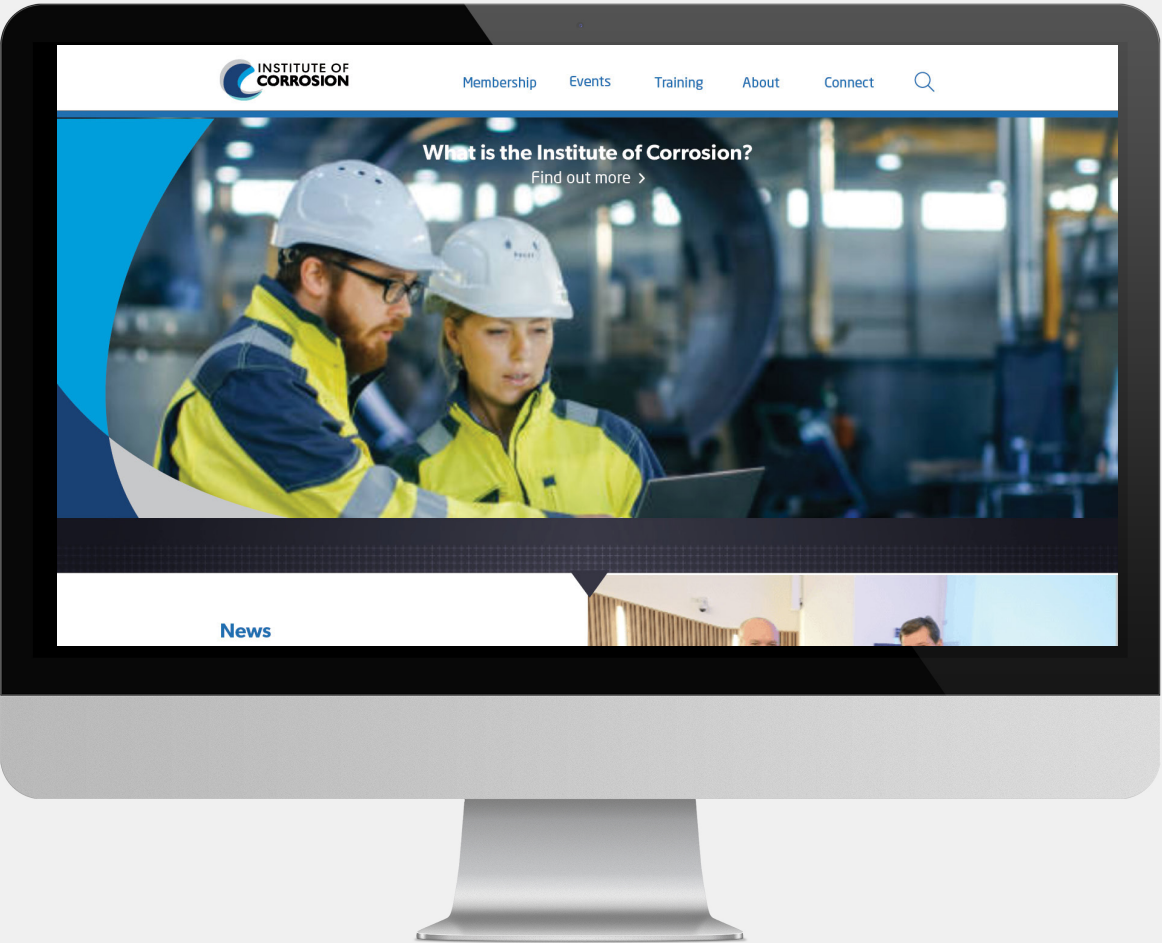 INSTITUTE OF
CORROSION
Membership Events Training About Connect
What is the Institute of Corrosion?
Find out more >
News